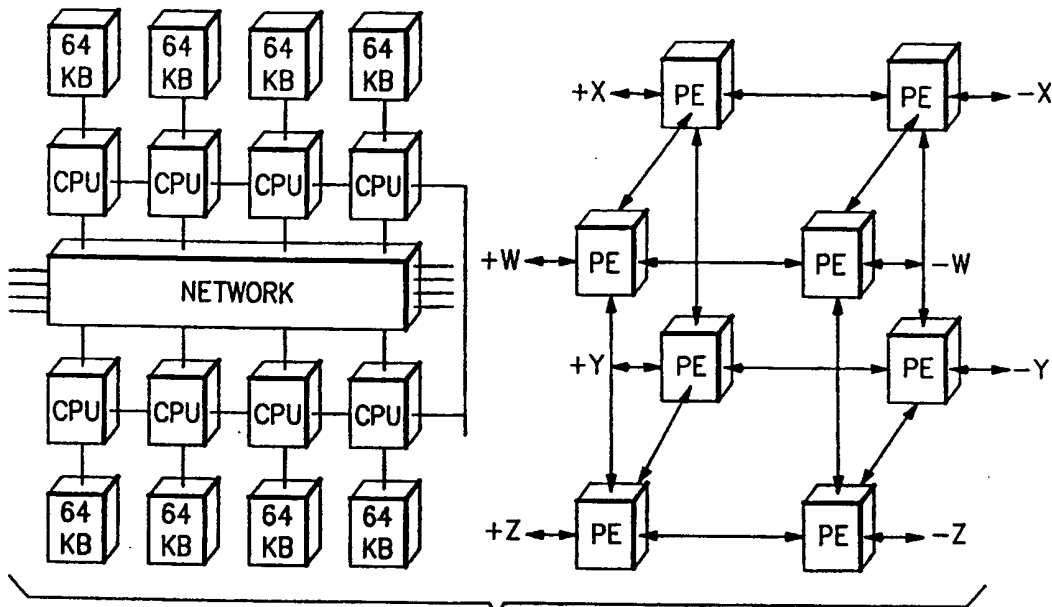 64 KB 64 KB 64 KB 64 KB
CPU CPU CPU CPU
NETWORK
CPU CPU CPU CPU
64 KB 64 KB 64 KB 64 KB
+X PE PE -X
+W PE PE -W
+Y PE PE -Y
+Z PE PE -Z